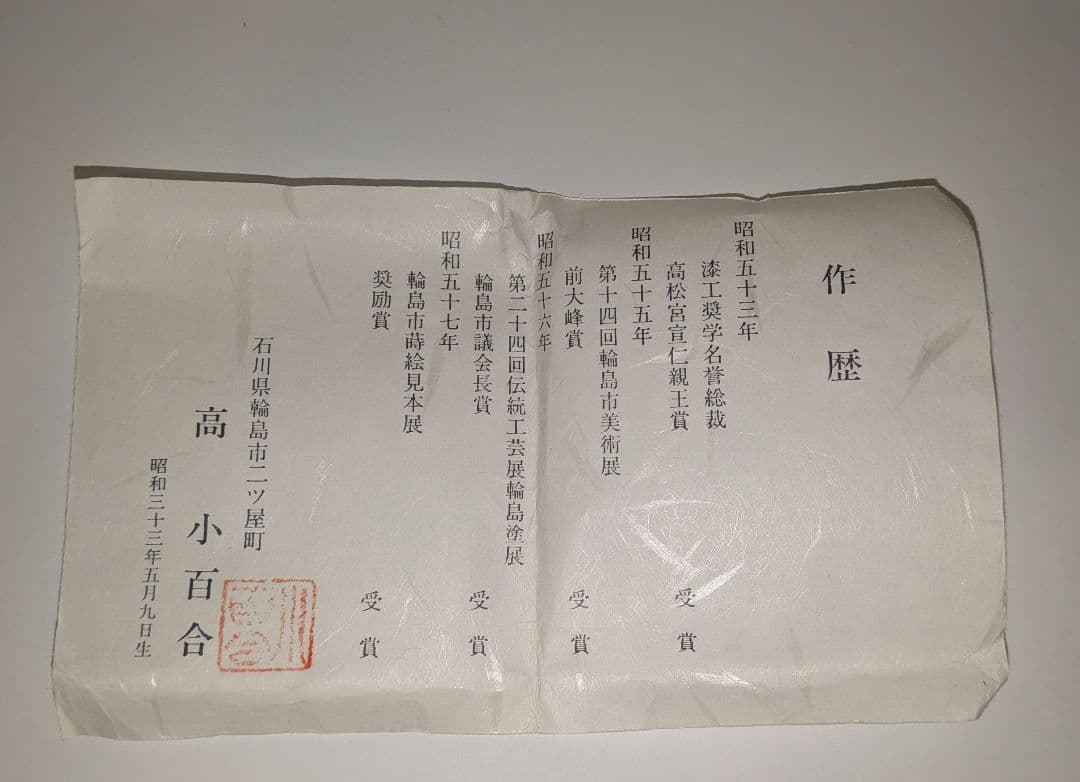 作歴
昭和五十三年
漆工奨学名誉総裁
高松宮宣仁親王賞 受賞
昭和五十五年
第十四回輪島市美術展
前大峰賞 受賞
昭和五十六年
第二十四回伝統工芸展輪島塗展
輪島市議会長賞 受賞
昭和五十七年
輪島市蒔絵見本展
奨励賞 受賞
石川県輪島市二ツ屋町
高小百合
昭和三十三年五月九日生